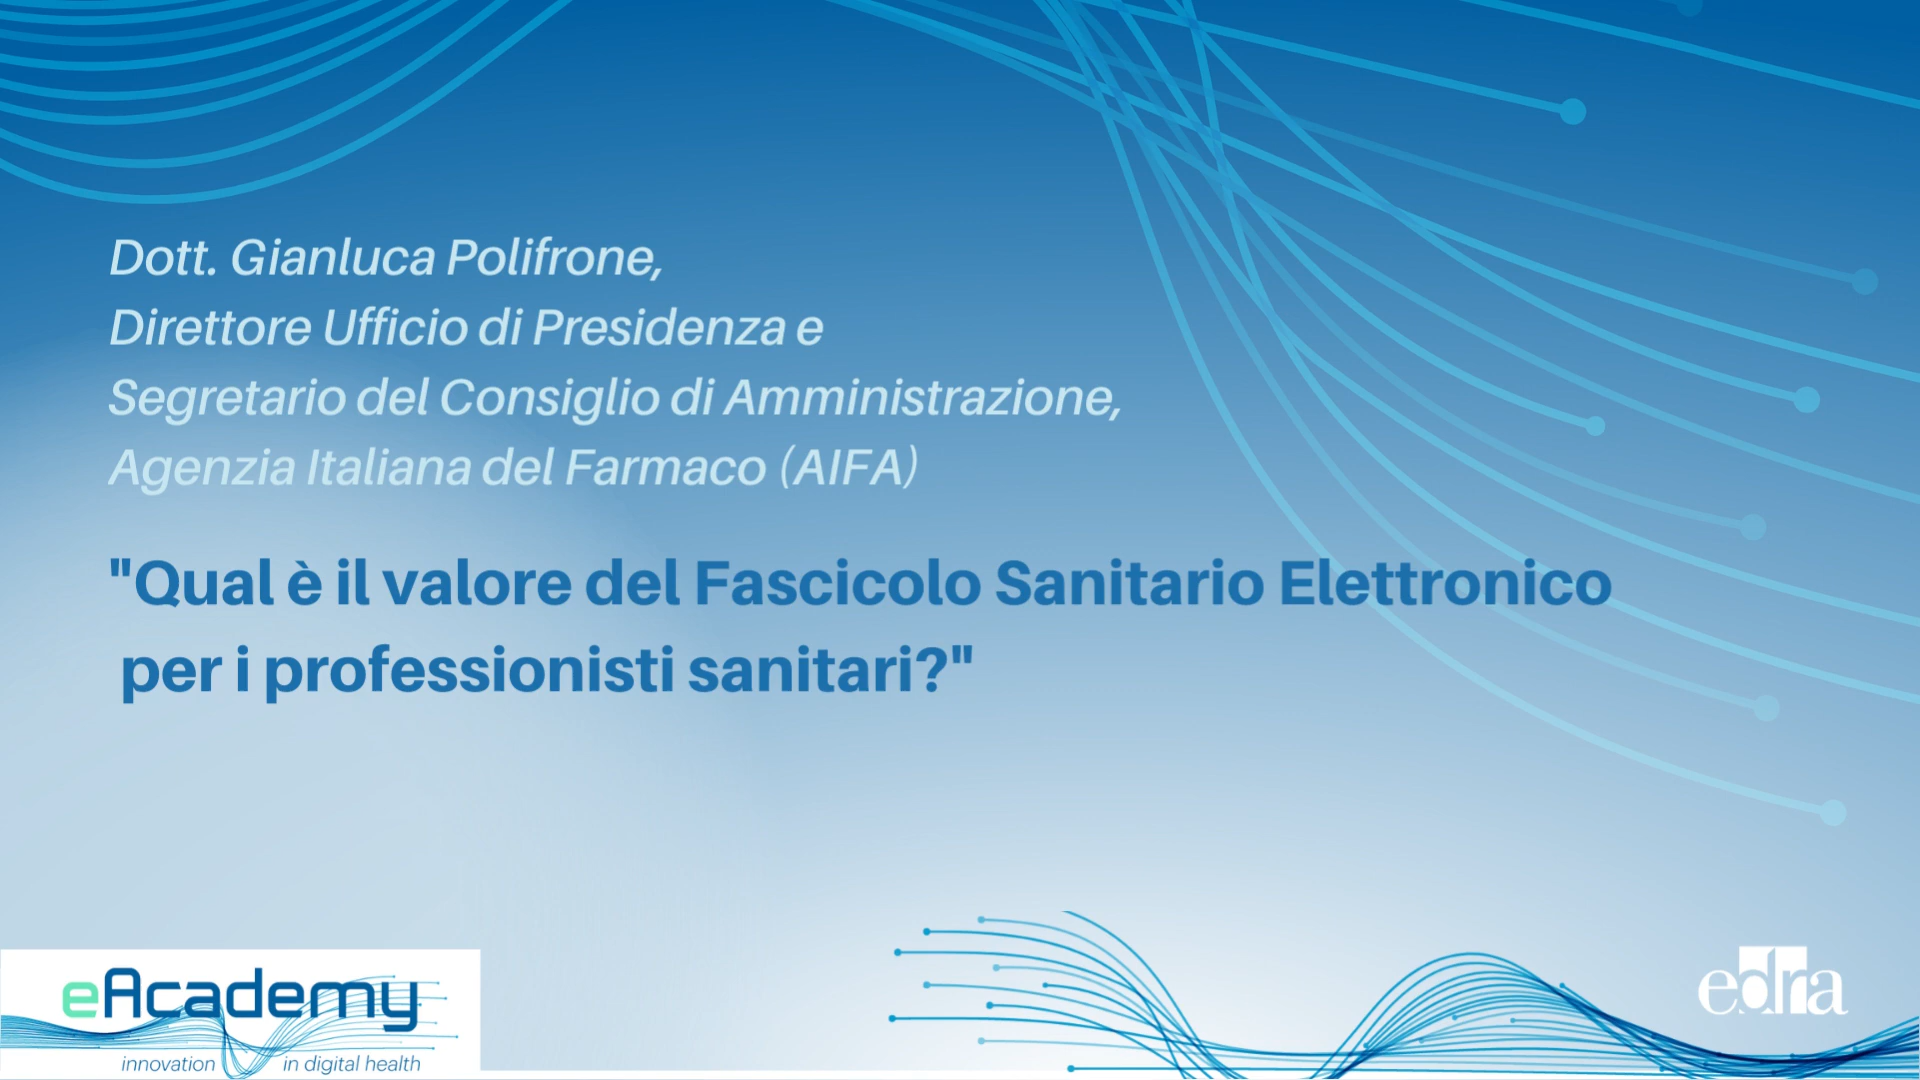 Dott. Gianluca Polifrone,
Direttore Ufficio di Presidenza e
Segretario del Consiglio di Amministrazione,
Agenzia Italiana del Farmaco (AIFA)
"Qual è il valore del Fascicolo Sanitario Elettronico
per i professionisti sanitari?"
eAcademy
innovation in digital health
edra